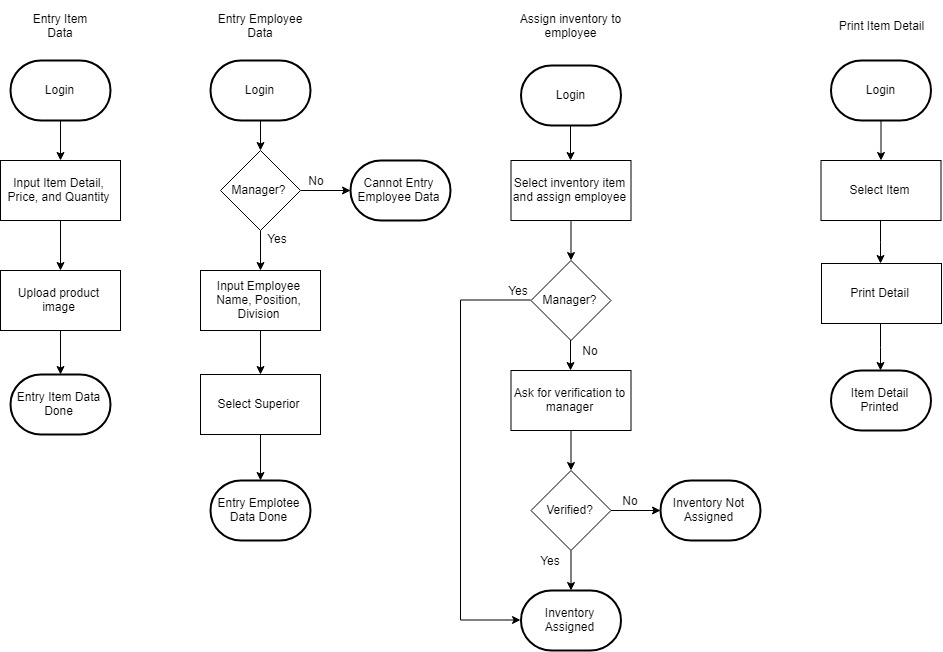 Entry Item
Data
Login
Input Item Detail,
Price, and Quantity
Upload product
image
Entry Item Data
Done
Entry Employee
Data
Login
Manager?
No
Cannot Entry
Employee Data
Yes
Input Employee
Name, Position,
Division
Select Superior
Entry Emplotee
Data Done
Assign inventory to
employee
Login
Select inventory item
and assign employee
Manager?
Yes
No
Ask for verification to
manager
Verified?
No
Inventory Not
Assigned
Yes
Inventory
Assigned
Print Item Detail
Login
Select Item
Print Detail
Item Detail
Printed